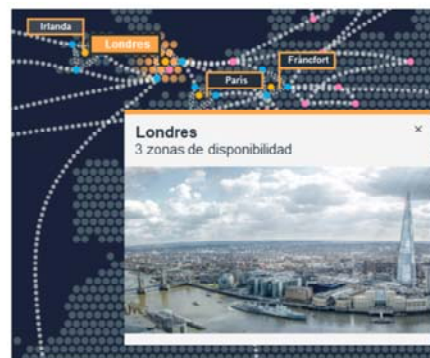 Irlanda
Londres
París
Fráncfort
Londres
3 zonas de disponibilidad
×